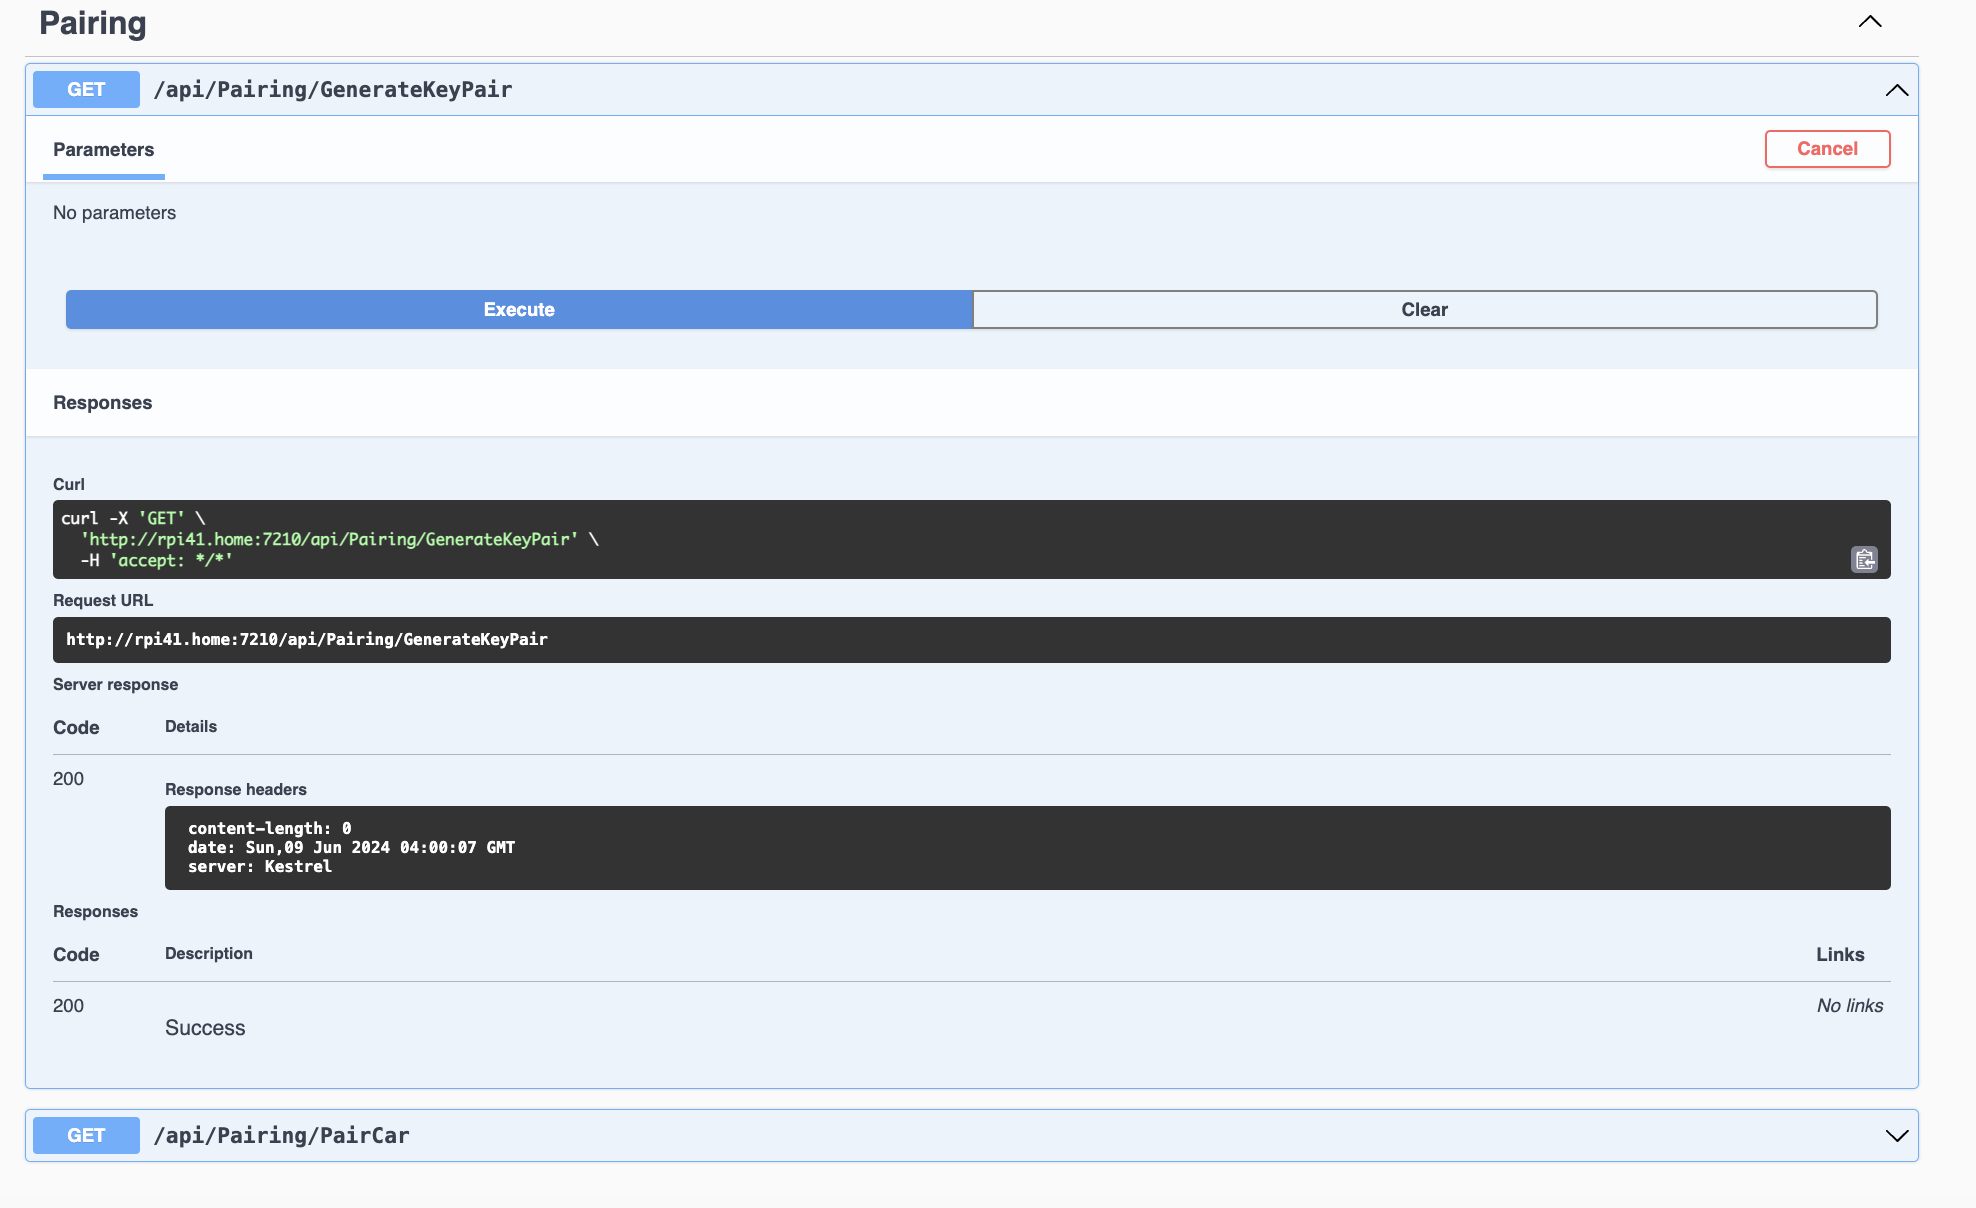 Pairing
GET /api/Pairing/GenerateKeyPair
Parameters
Cancel
No parameters
Execute
Clear
Responses
Curl
curl -X 'GET' \
'http://rpi41.home:7210/api/Pairing/GenerateKeyPair' \
-H 'accept: */*'
Request URL
http://rpi41.home:7210/api/Pairing/GenerateKeyPair
Server response
Code Details
200
Response headers
content-length: 0
date: Sun,09 Jun 2024 04:00:07 GMT
server: Kestrel
Responses
Code Description Links
200 No links
Success
GET /api/Pairing/PairCar